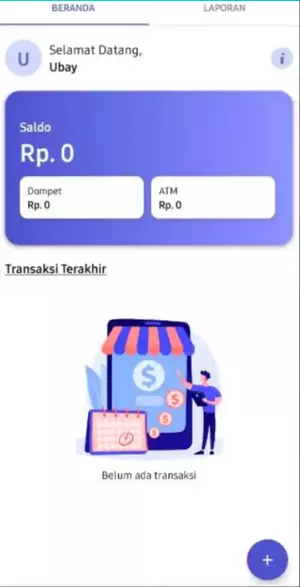 BERANDA
LAPORAN
U
Selamat Datang,
Ubay
i
Saldo
Rp. 0
Dompet
Rp. 0
ATM
Rp. 0
Transaksi Terakhir
$
$
$
Belum ada transaksi
+